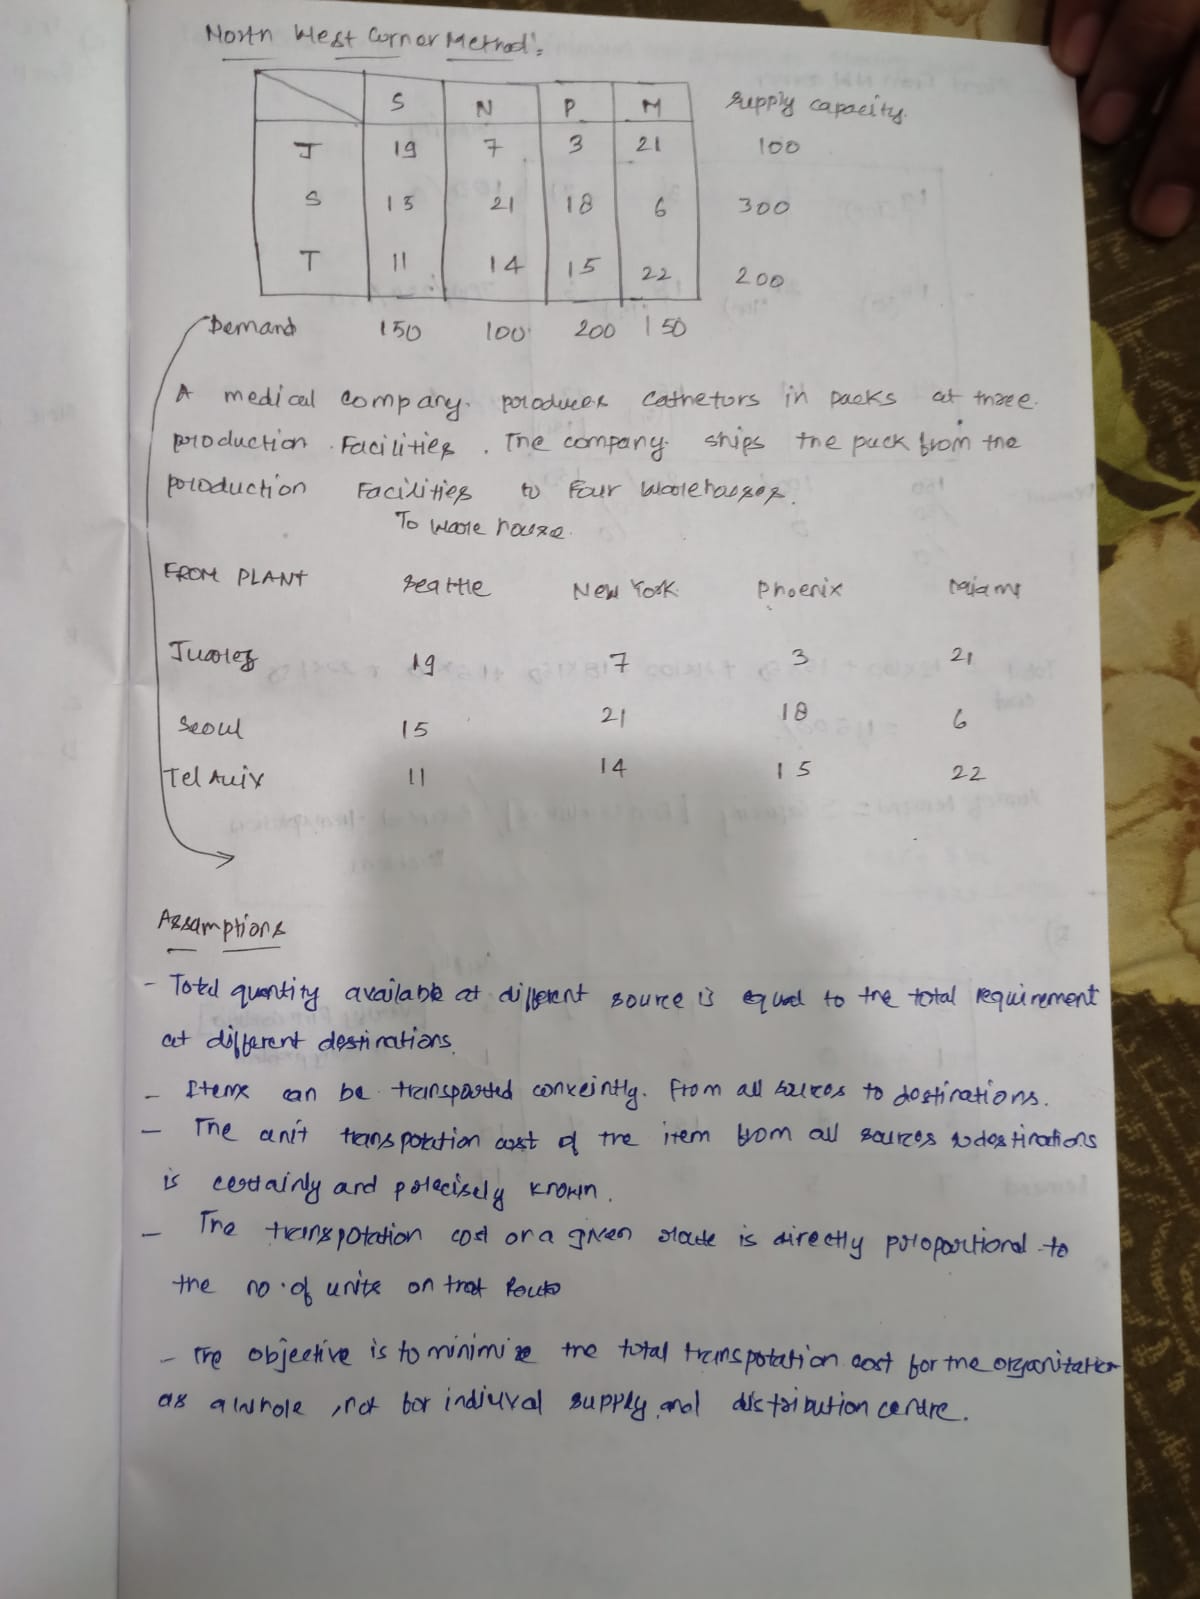 North West Corner Method:
S N P M Supply capacity.
J 19 7 3 21 100
S 15 21 18 6 300
T 11 14 15 22 200
Demand 150 100 200 150
A medical company. produces cathetors in packs at three.
production Facilities. The company ships the pack from the
production Facilities to Four warehouses.
To ware house.
FROM PLANT Seattle New York Phoenix Miami
Juarez 19 7 3 21
Seoul 15 21 18 6
Tel Aviv 11 14 15 22
Assamptions
- Total quantity available at different source is equal to the total requirement
at different destinations.
- Items can be transported conveintly. From all sources to destinations.
- The unit transpotation cost of the item from all sources to destinations
is certainly and precisely known.
- The transpotation cost on a given route is directly proportional to
the no. of units on that Route
- The objective is to minimize the total transpotation cost for the organization
as a whole, not for indiuval supply and distribution centre.